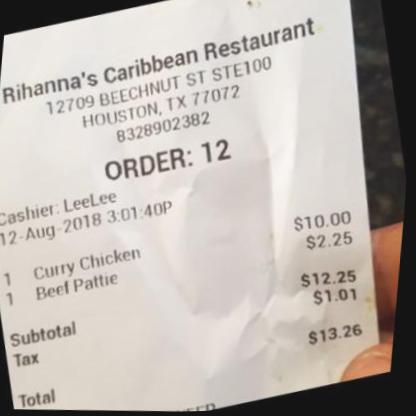 Rihanna's Caribbean Restaurant
12709 BEECHNUT ST STE100
HOUSTON, TX 77072
8328902382
ORDER: 12
Cashier: LeeLee
12-Aug-2018 3:01:40P
1 Curry Chicken $10.00
1 Beef Pattie $2.25
Subtotal $12.25
Tax $1.01
Total $13.26